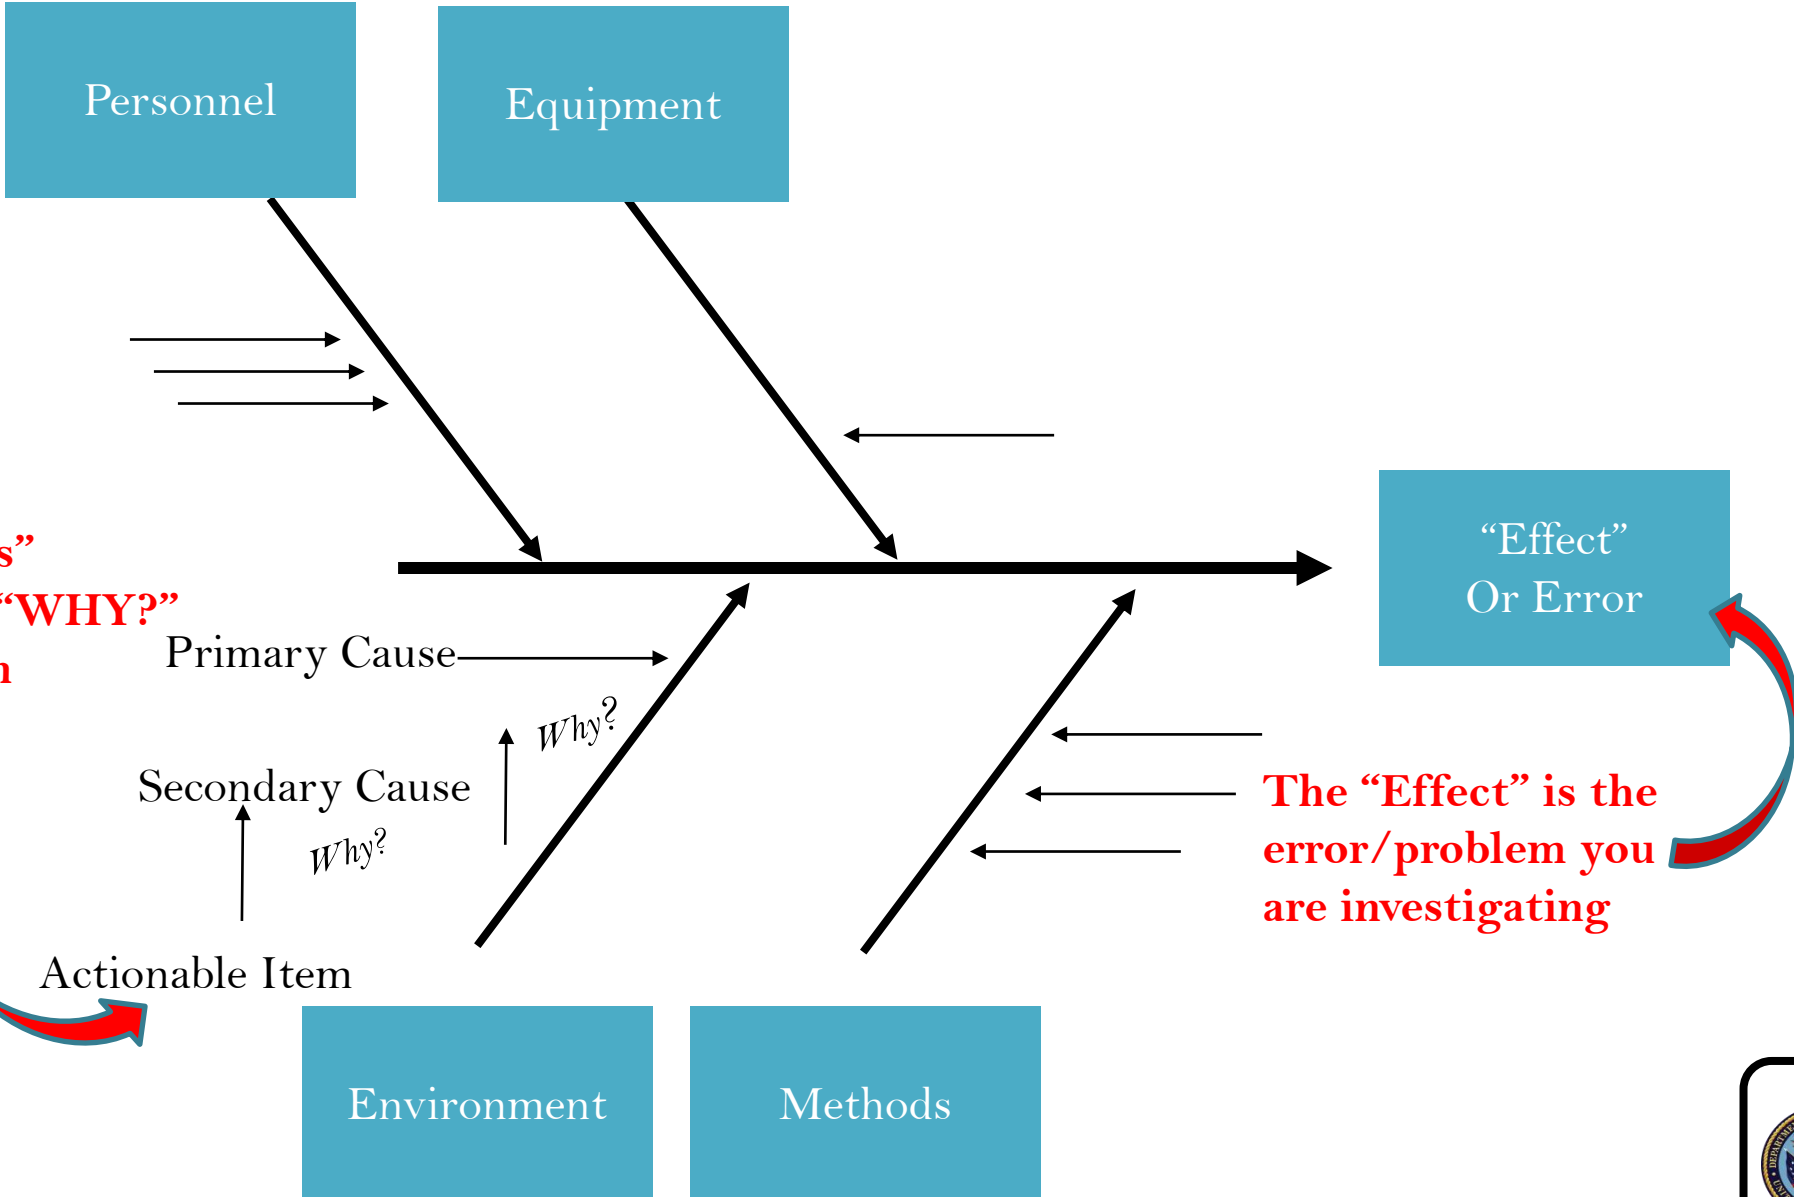 Personnel
Equipment
“Effect”
Or Error
s”
“WHY?”
n
Primary Cause
Why?
Secondary Cause
Why?
Actionable Item
The “Effect” is the
error/problem you
are investigating
Environment
Methods